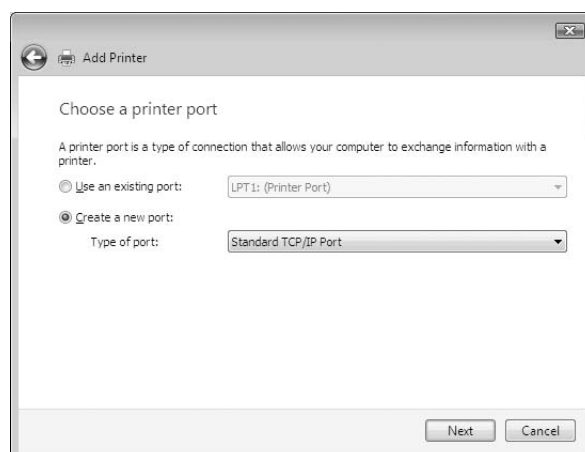 Add Printer
Choose a printer port
A printer port is a type of connection that allows your computer to exchange information with a
printer.
Use an existing port: LPT1: (Printer Port)
Create a new port:
Type of port: Standard TCP/IP Port
Next Cancel